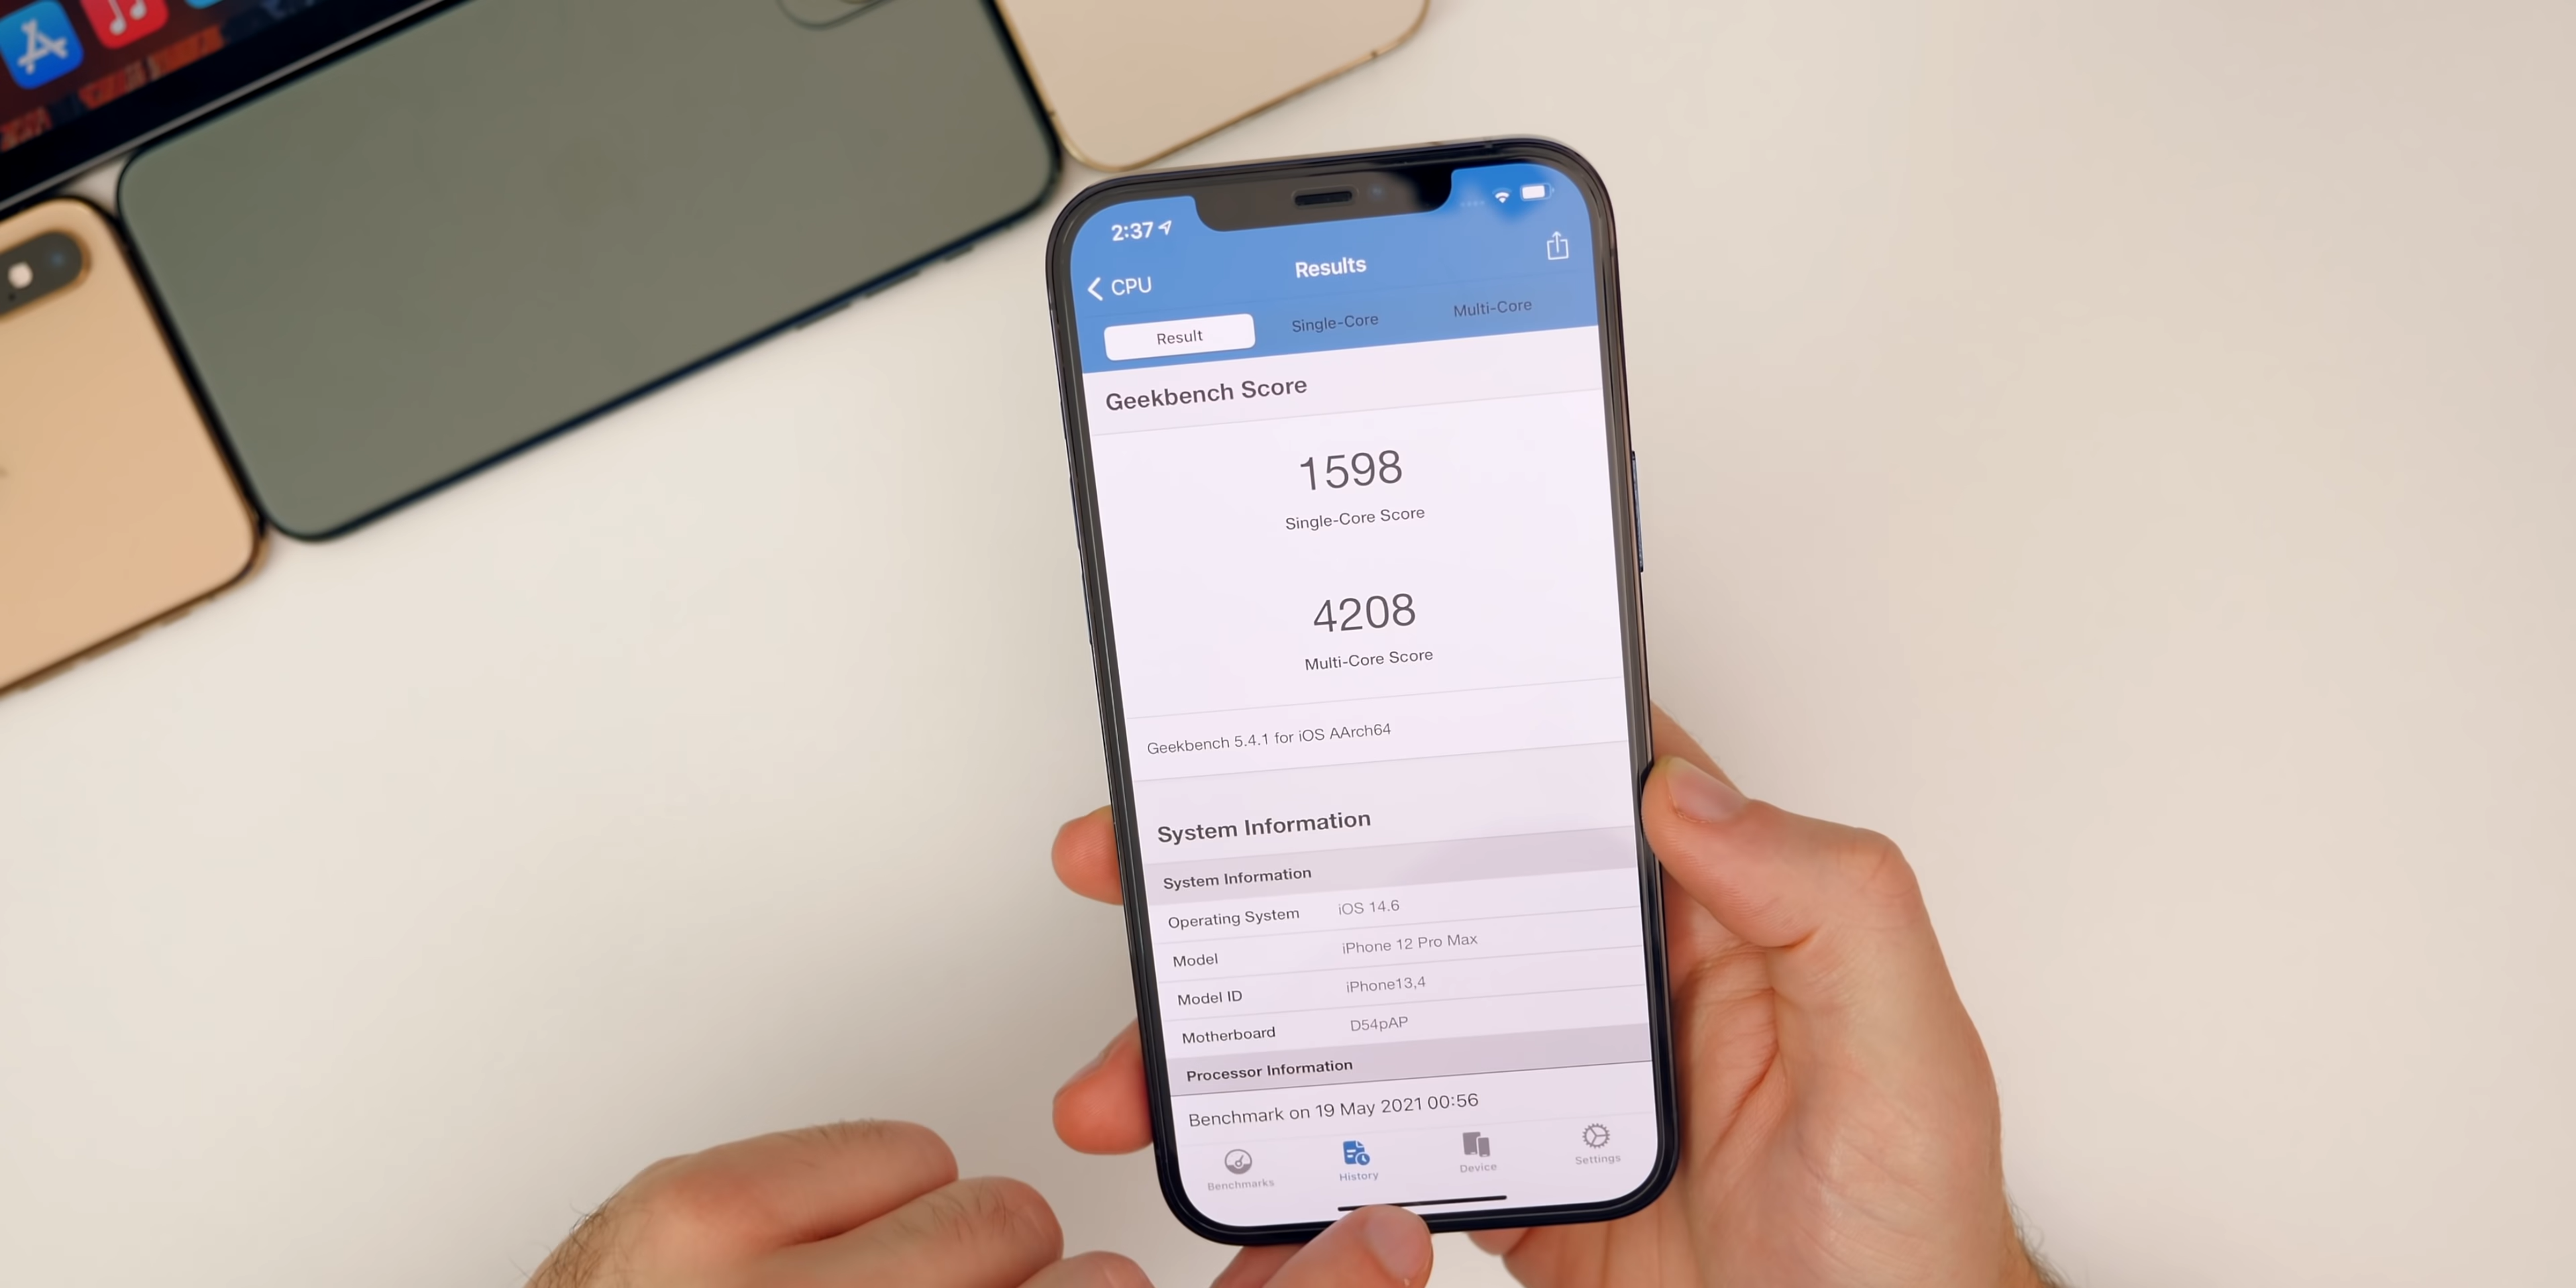 2:37
CPU
Results
Result
Single-Core
Multi-Core
Geekbench Score
1598
Single-Core Score
4208
Multi-Core Score
Geekbench 5.4.1 for iOS AArch64
System Information
System Information
Operating System iOS 14.6
Model iPhone 12 Pro Max
Model ID iPhone13,4
Motherboard D54pAP
Processor Information
Benchmark on 19 May 2021 00:56
Benchmarks
History
Device
Settings